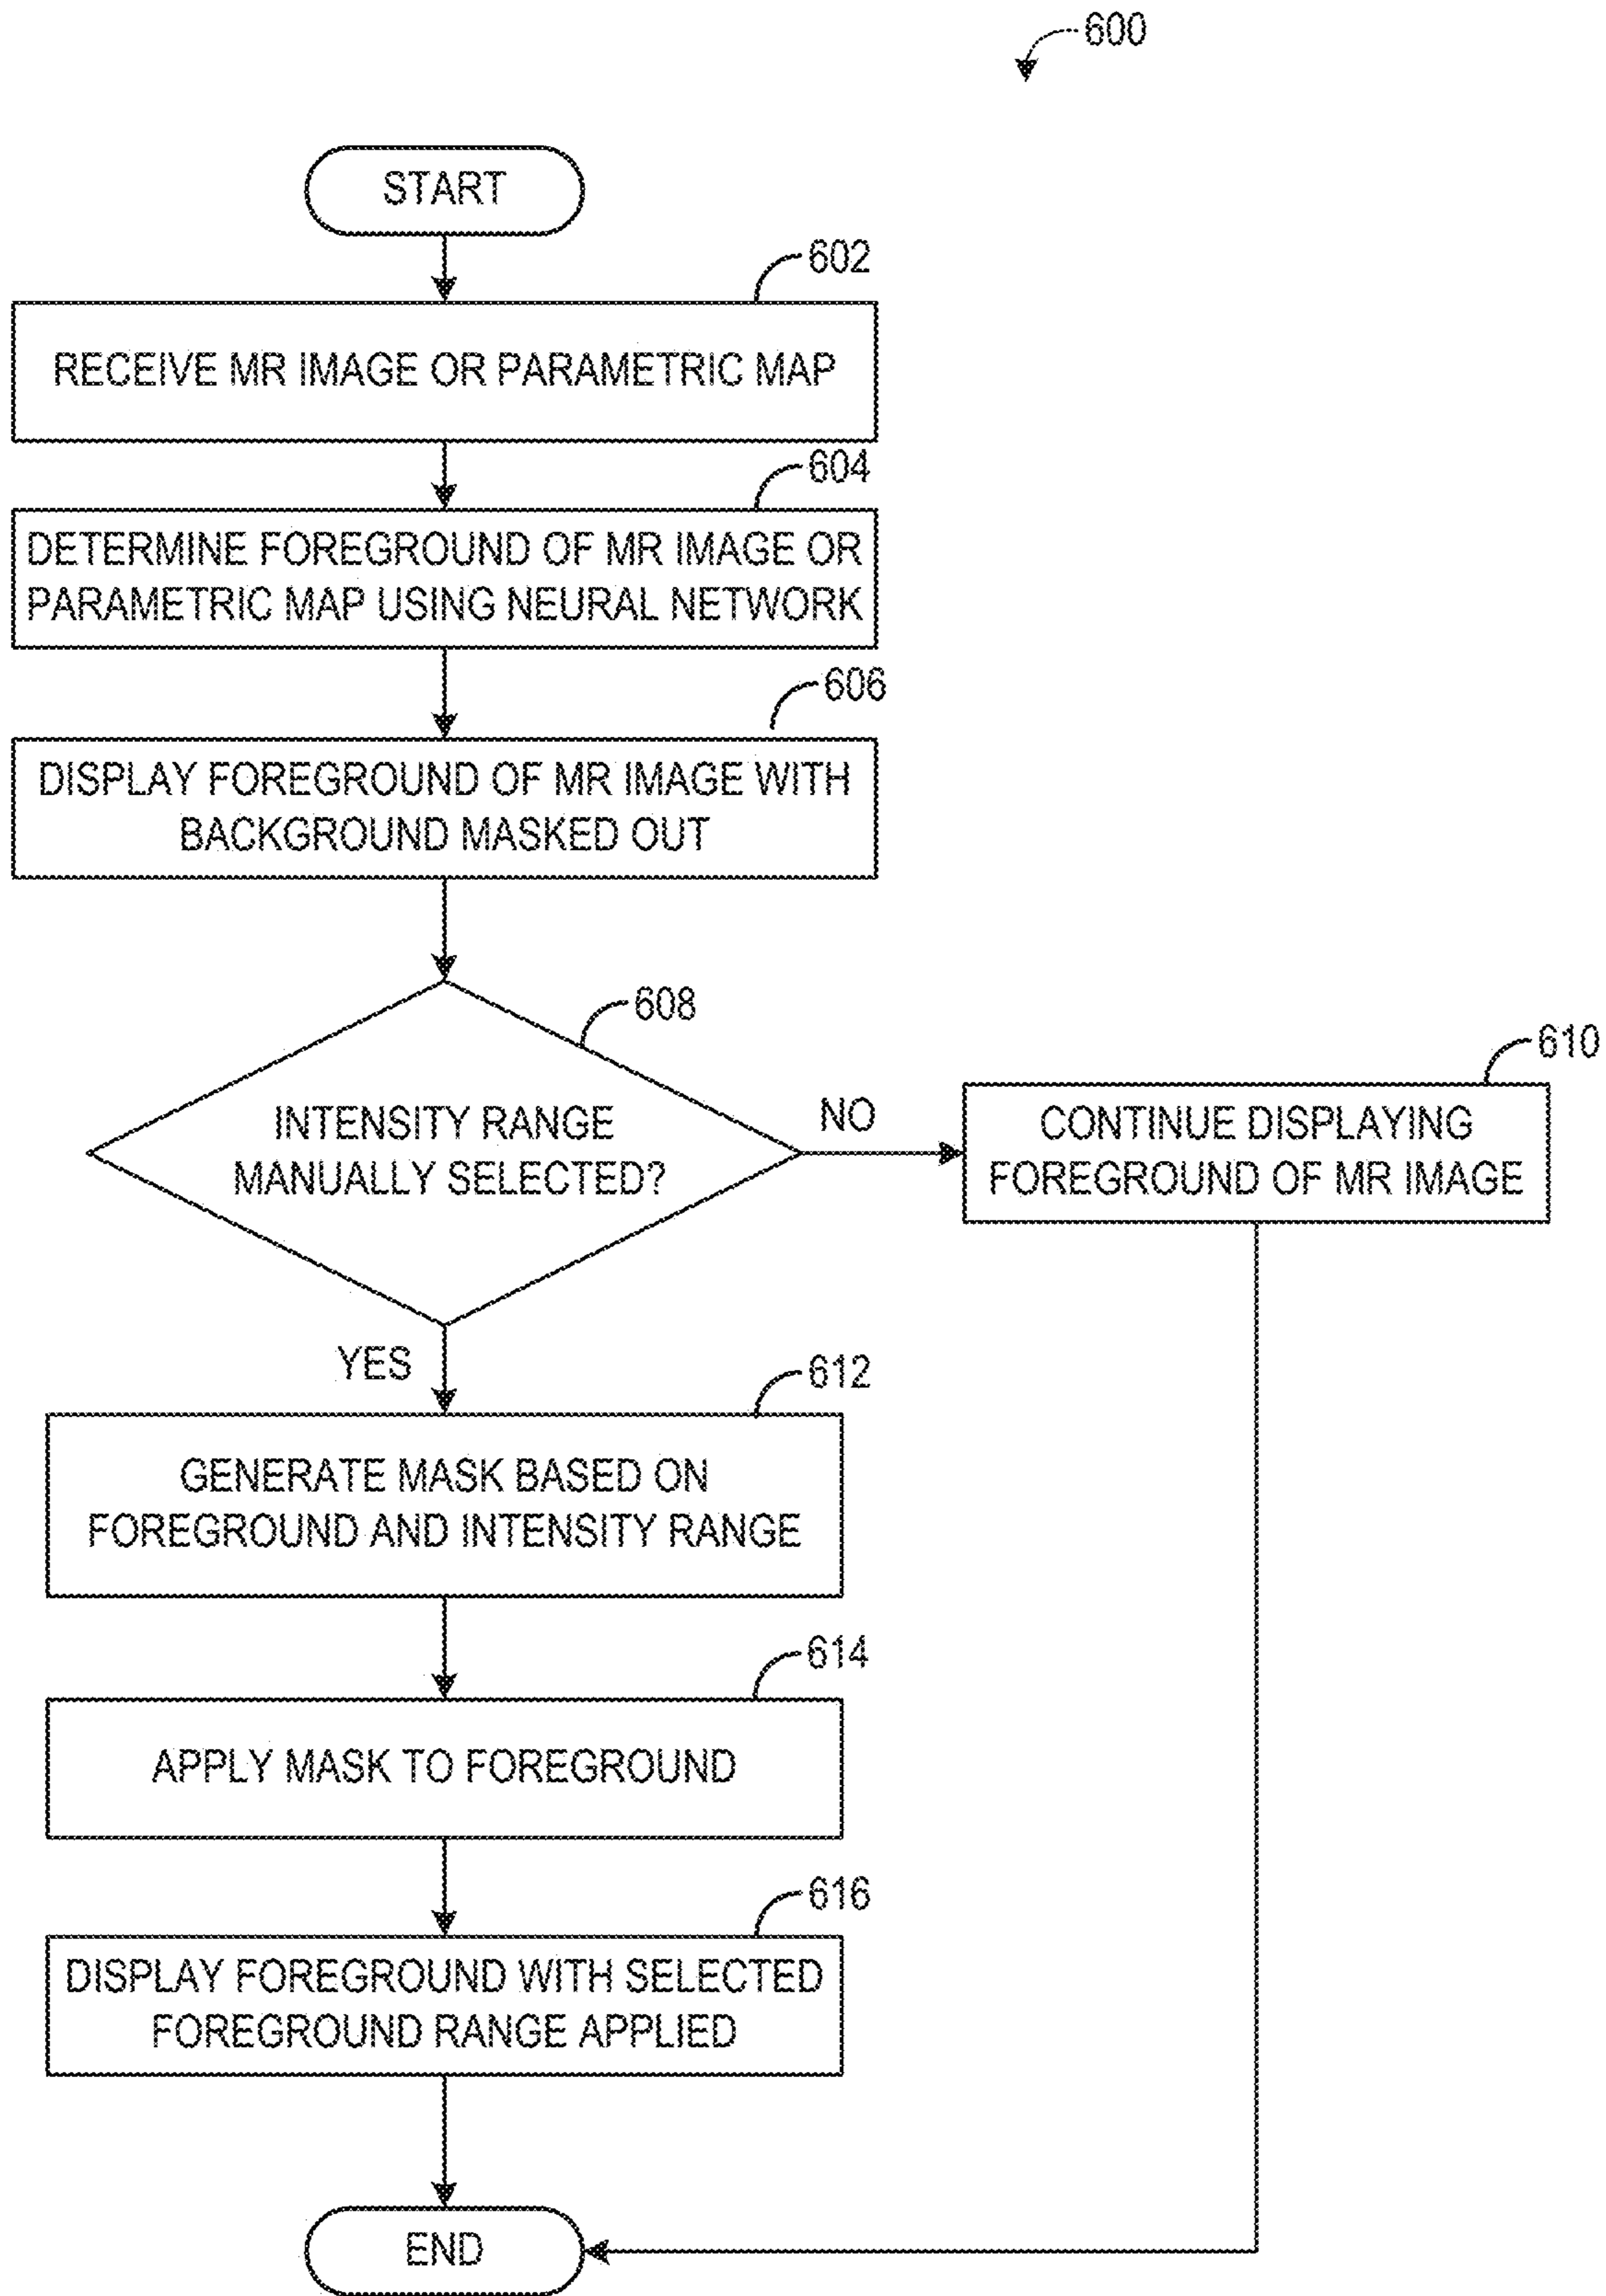 600
START
602
RECEIVE MR IMAGE OR PARAMETRIC MAP
604
DETERMINE FOREGROUND OF MR IMAGE OR
PARAMETRIC MAP USING NEURAL NETWORK
606
DISPLAY FOREGROUND OF MR IMAGE WITH
BACKGROUND MASKED OUT
608
INTENSITY RANGE
MANUALLY SELECTED?
NO
610
CONTINUE DISPLAYING
FOREGROUND OF MR IMAGE
YES
612
GENERATE MASK BASED ON
FOREGROUND AND INTENSITY RANGE
614
APPLY MASK TO FOREGROUND
616
DISPLAY FOREGROUND WITH SELECTED
FOREGROUND RANGE APPLIED
END